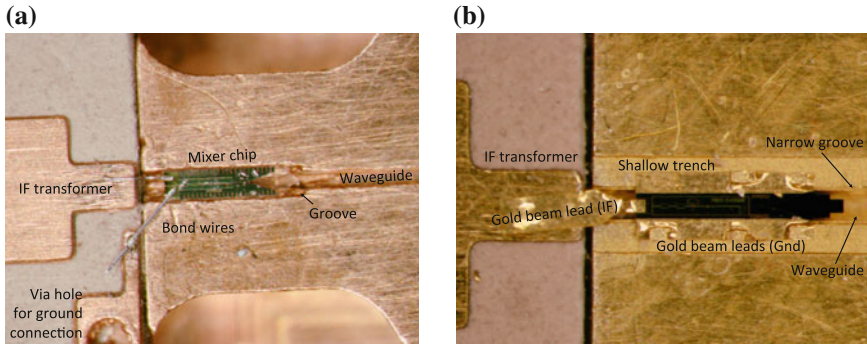 (a)
Mixer chip
IF transformer
Waveguide
Groove
Bond wires
Via hole
for ground
connection
(b)
Narrow groove
IF transformer
Shallow trench
Gold beam lead (IF)
Gold beam leads (Gnd)
Waveguide